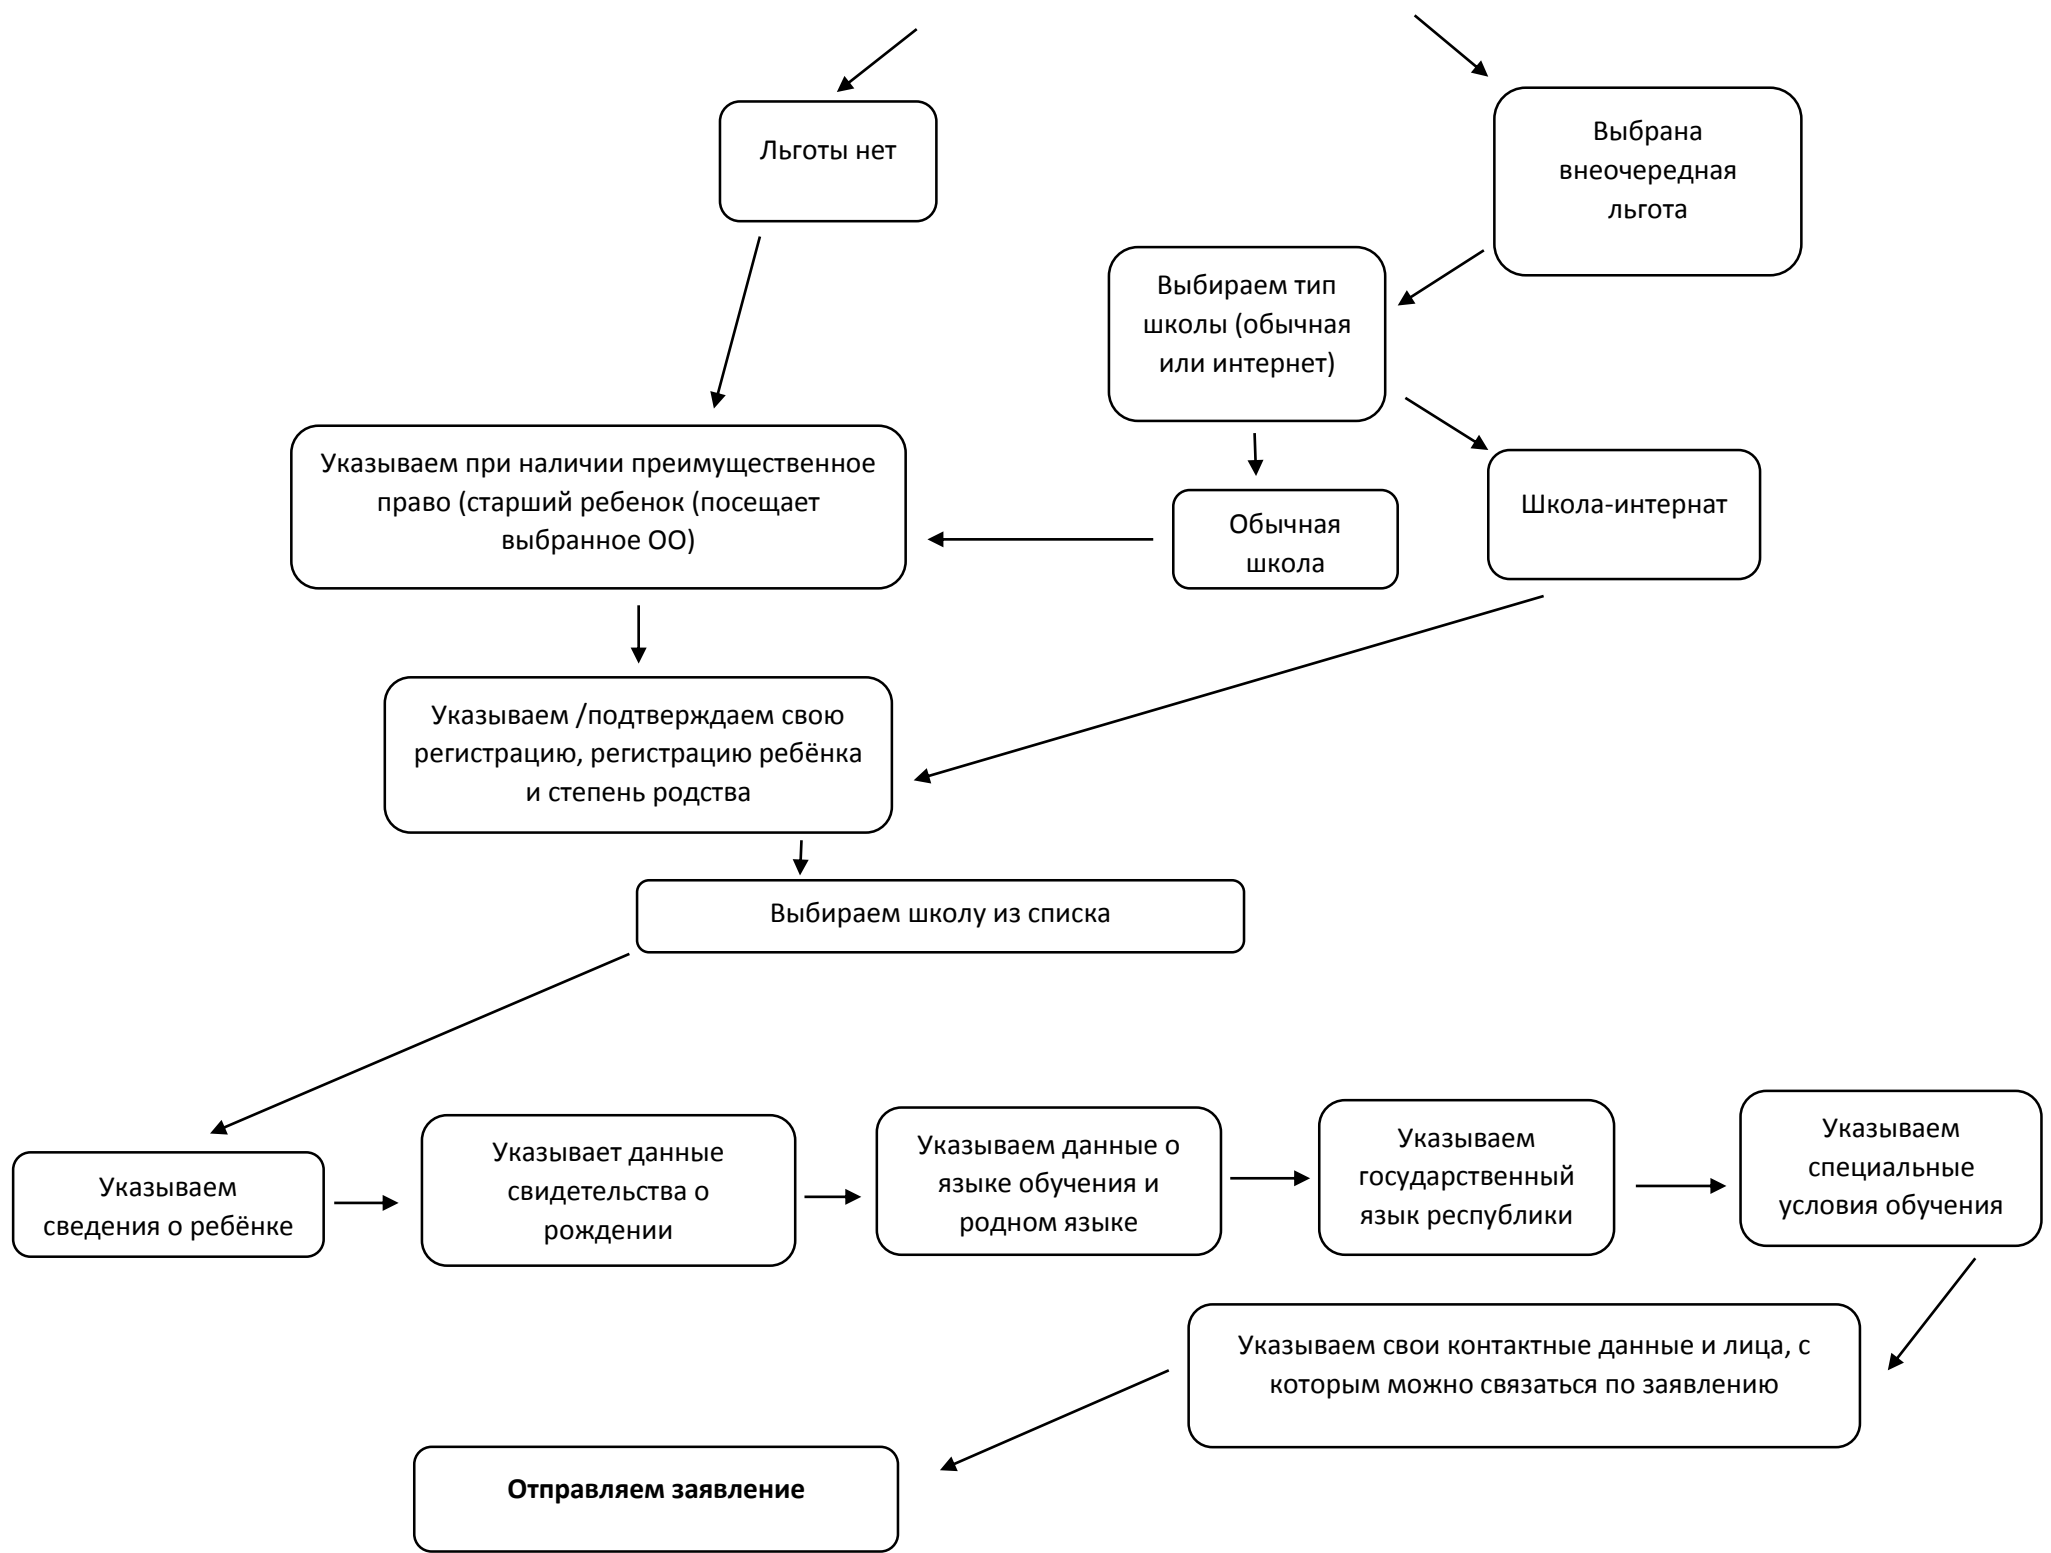 Льготы нет
Выбрана
внеочередная
льгота
Выбираем тип
школы (обычная
или интернет)
Указываем при наличии преимущественное
право (старший ребенок (посещает
выбранное ОО)
Обычная
школа
Школа-интернат
Указываем /подтверждаем свою
регистрацию, регистрацию ребёнка
и степень родства
Выбираем школу из списка
Указываем
сведения о ребёнке
Указывает данные
свидетельства о
рождении
Указываем данные о
языке обучения и
родном языке
Указываем
государственный
язык республики
Указываем
специальные
условия обучения
Указываем свои контактные данные и лица, с
которым можно связаться по заявлению
Отправляем заявление